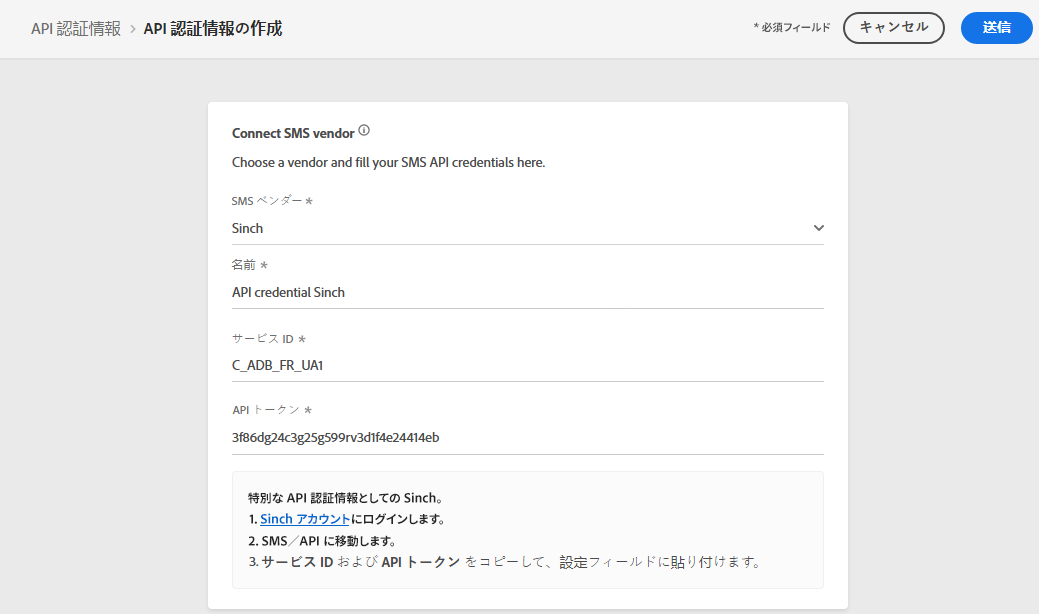 API 認証情報 › API 認証情報の作成
* 必須フィールド
キャンセル
送信
Connect SMS vendor
Choose a vendor and fill your SMS API credentials here.
SMS ベンダー *
Sinch
名前 *
API credential Sinch
サービス ID *
C_ADB_FR_UA1
API トークン *
3f86dg24c3g25g599rv3d1f4e24414eb
特別な API 認証情報としての Sinch。
1. Sinch アカウントにログインします。
2. SMS／API に移動します。
3. サービス ID および API トークン をコピーして、設定フィールドに貼り付けます。